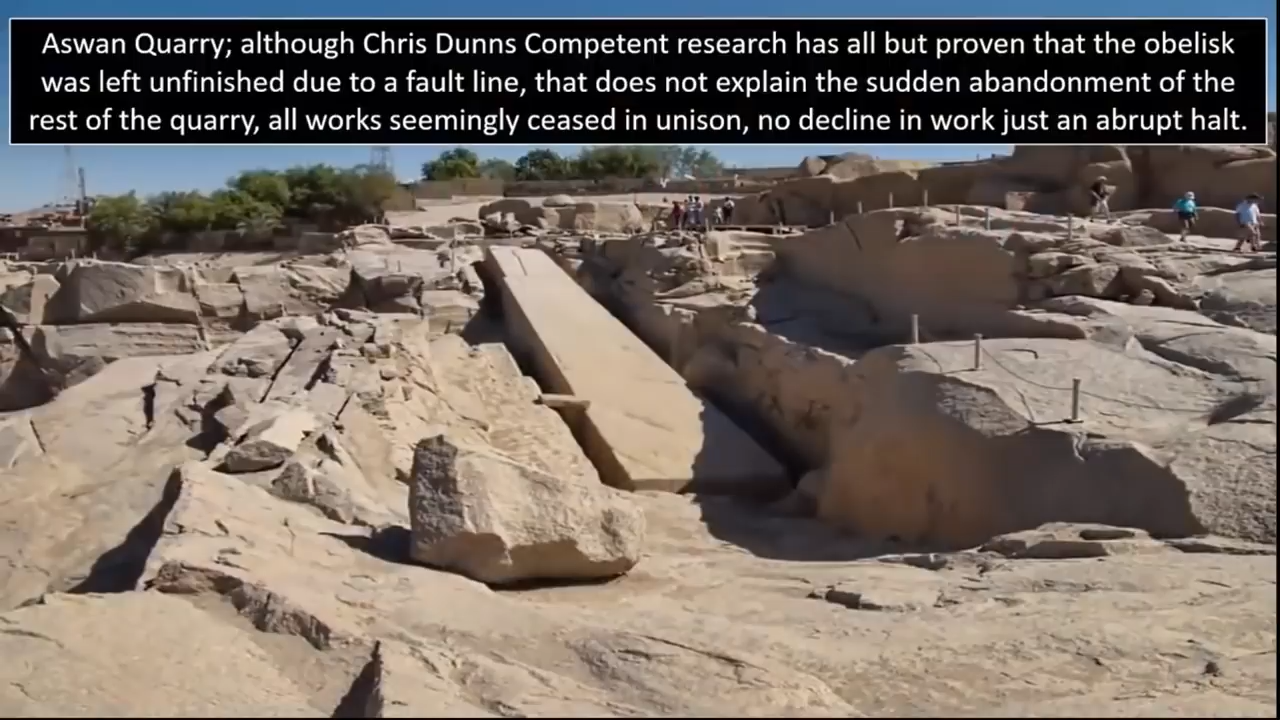 Aswan Quarry; although Chris Dunns Competent research has all but proven that the obelisk
was left unfinished due to a fault line, that does not explain the sudden abandonment of the
rest of the quarry, all works seemingly ceased in unison, no decline in work just an abrupt halt.